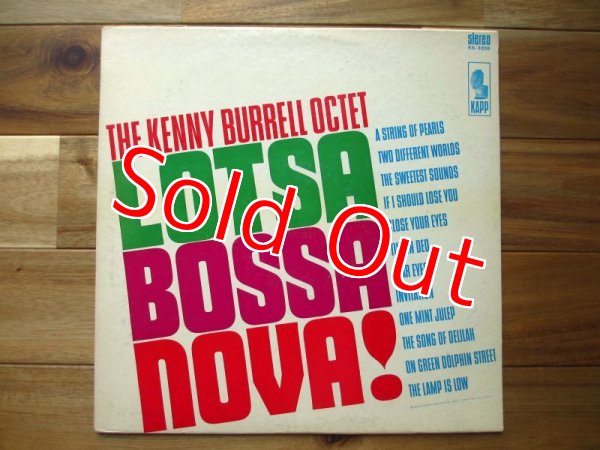 stereo
KAPP
THE KENNY BURRELL OCTET
LOTSA
BOSSA
NOVA!
A STRING OF PEARLS
TWO DIFFERENT WORLDS
THE SWEETEST SOUNDS
IF I SHOULD LOSE YOU
CLOSE YOUR EYES
EYES
INVITATION
ONE MINT JULEP
THE SONG OF DELILAH
ON GREEN DOLPHIN STREET
THE LAMP IS LOW
Sold Out